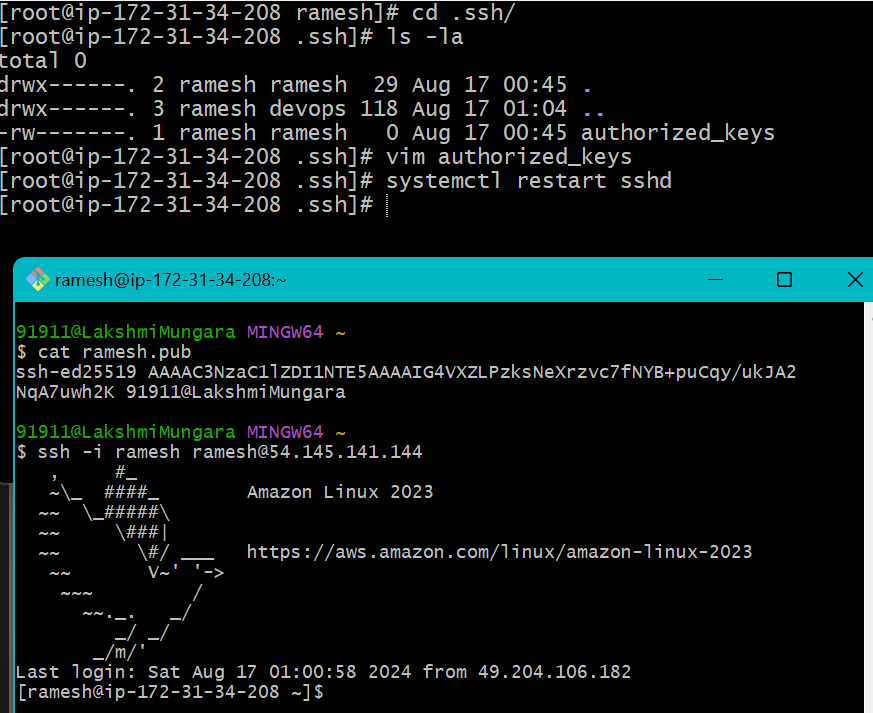 [root@ip-172-31-34-208 ramesh]# cd .ssh/
[root@ip-172-31-34-208 .ssh]# ls -la
total 0
drwx------. 2 ramesh ramesh  29 Aug 17 00:45 .
drwx------. 3 ramesh devops 118 Aug 17 01:04 ..
-rw-------. 1 ramesh ramesh   0 Aug 17 00:45 authorized_keys
[root@ip-172-31-34-208 .ssh]# vim authorized_keys
[root@ip-172-31-34-208 .ssh]# systemctl restart sshd
[root@ip-172-31-34-208 .ssh]#
ramesh@ip-172-31-34-208:~
91911@LakshmiMungara MINGW64 ~
$ cat ramesh.pub
ssh-ed25519 AAAAC3NzaC1lZDI1NTE5AAAAIG4VXZLPzksNeXrzvc7fNYB+puCqy/ukJA2
NqA7uwh2K 91911@LakshmiMungara
91911@LakshmiMungara MINGW64 ~
$ ssh -i ramesh ramesh@54.145.141.144
   ,     #_
   ~\_  ####_        Amazon Linux 2023
  ~~  \_#####\
  ~~     \###|
  ~~       \#/ ___   https://aws.amazon.com/linux/amazon-linux-2023
   ~~       V~' '->
    ~~~         /
      ~~._.   _/
         _/ _/
       _/m/'
Last login: Sat Aug 17 01:00:58 2024 from 49.204.106.182
[ramesh@ip-172-31-34-208 ~]$